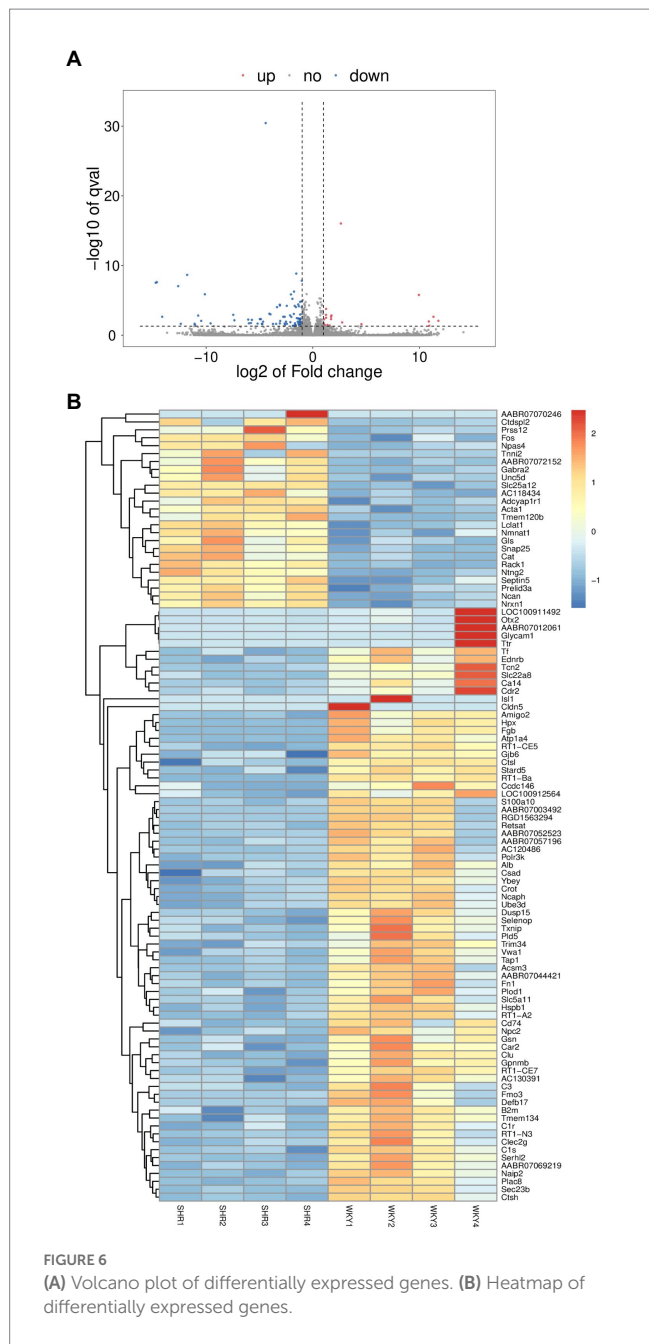 A
up no down
30
20
10
0
−log10 of qval
−10 0 10
log2 of Fold change
B
AABR07070246
Ctdspl2
Prss12
Fos
Npas4
Tnni2
AABR07072152
Gabra2
Unc5d
Slc25a12
AC118434
Adcyap1r1
Acta1
Tmem120b
Lclat1
Nmnat1
Gls
Snap25
Cat
Rack1
Ntng2
Septin5
Prelid3a
Ncan
Nrxn1
LOC100911492
Otx2
AABR07012061
Glycam1
Ttr
Tf
Ednrb
Tcn2
Slc22a8
Ca14
Cdr2
Isl1
Cldn5
Amigo2
Hpx
Fgb
Atp1a4
RT1−CE5
Gjb6
Ctsl
Stard5
RT1−Ba
Ccdc146
LOC100912564
S100a10
AABR07003492
RGD1563294
Retsat
AABR07052523
AABR07057196
AC120486
Polr3k
Alb
Csad
Ybey
Crot
Ncaph
Ube3d
Dusp15
Selenop
Txnip
Pld5
Trim34
Vwa1
Tap1
Acsm3
AABR07044421
Fn1
Plod1
Slc5a11
Hspb1
RT1−A2
Cd74
Npc2
Gsn
Car2
Clu
Gpnmb
RT1−CE7
AC130391
C3
Fmo3
Defb17
B2m
Tmem134
C1r
RT1−N3
Clec2g
C1s
Serhl2
AABR07069219
Naip2
Plac8
Sec23b
Ctsh
2
1
0
−1
SHR1 SHR2 SHR3 SHR4 WKY1 WKY2 WKY3 WKY4
FIGURE 6
(A) Volcano plot of differentially expressed genes. (B) Heatmap of
differentially expressed genes.